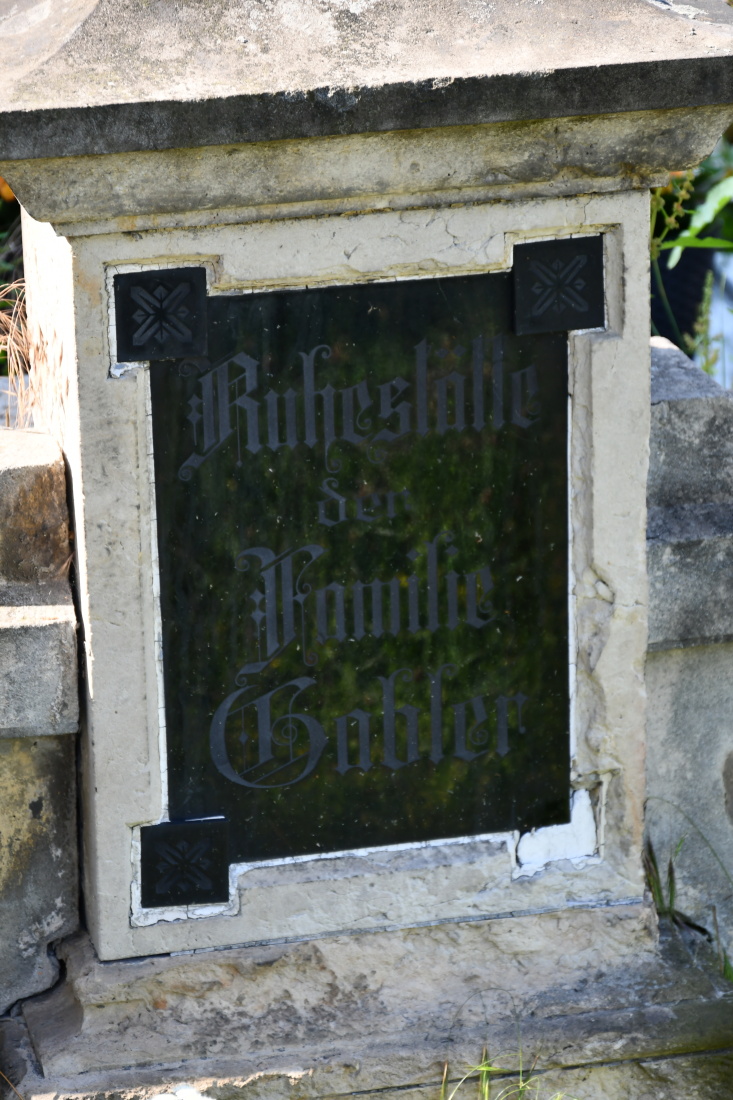 Ruhestätte
der
Familie
Gabler